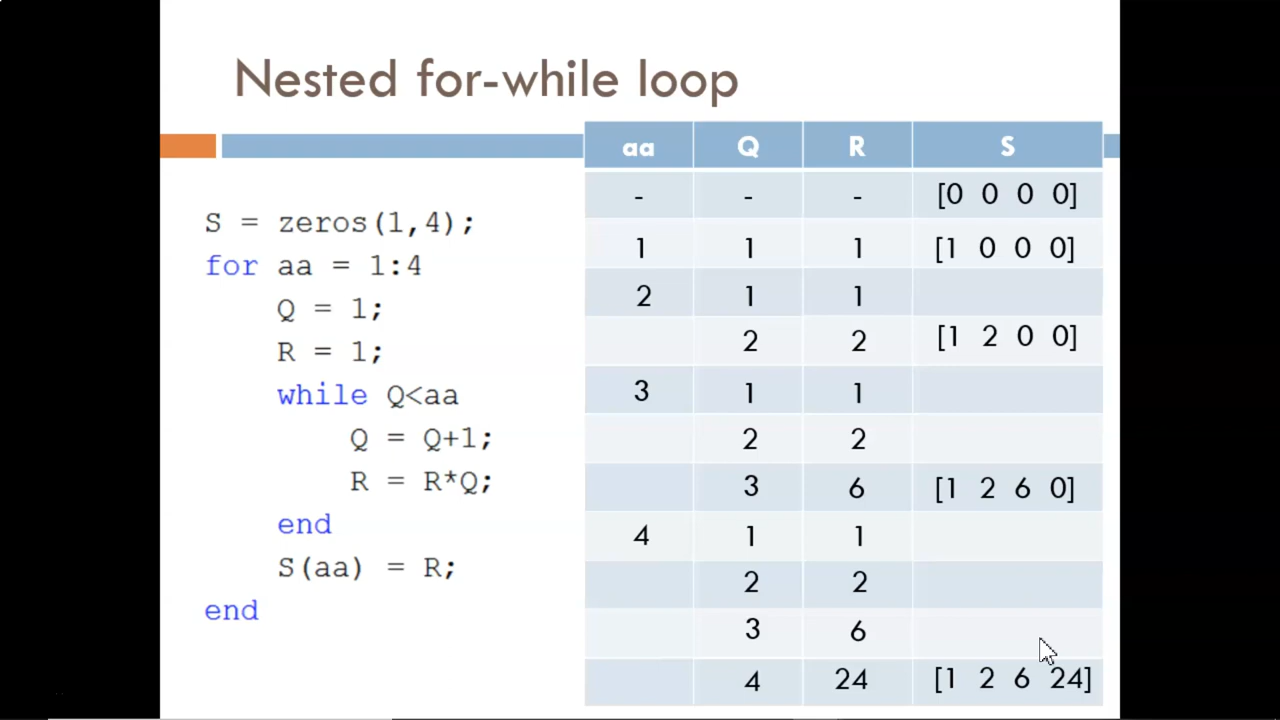 Nested for-while loop
S = zeros(1,4);
for aa = 1:4
Q = 1;
R = 1;
while Q<aa
Q = Q+1;
R = R*Q;
end
S(aa) = R;
end
aa Q R S
- - - [0 0 0 0]
1 1 1 [1 0 0 0]
2 1 1
2 2 [1 2 0 0]
3 1 1
2 2
3 6 [1 2 6 0]
4 1 1
2 2
3 6
4 24 [1 2 6 24]